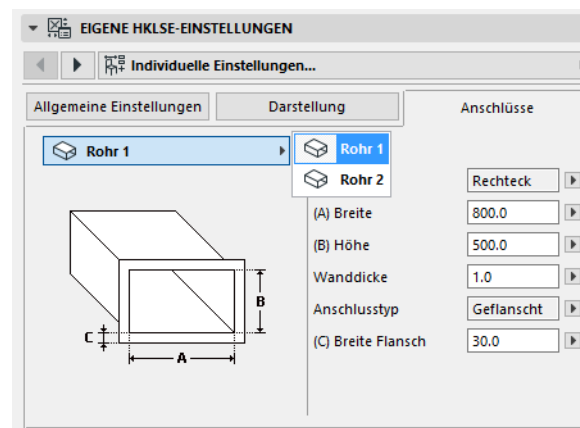 EIGENE HKLSE-EINSTELLUNGEN
Individuelle Einstellungen...
Allgemeine Einstellungen Darstellung Anschlüsse
Rohr 1 Rohr 1
Rohr 2 Rechteck
(A) Breite 800.0
(B) Höhe 500.0
Wanddicke 1.0
B
Anschlusstyp Geflanscht
C
(C) Breite Flansch 30.0
A